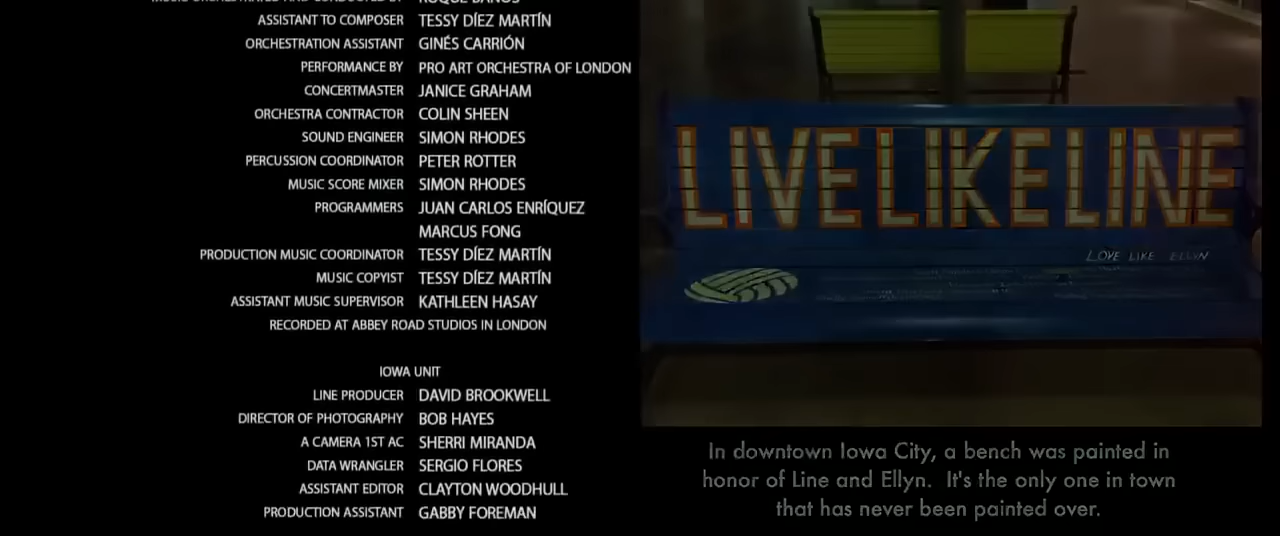 ASSISTANT TO COMPOSER TESSY DÍEZ MARTÍN
ORCHESTRATION ASSISTANT GINÉS CARRIÓN
PERFORMANCE BY PRO ART ORCHESTRA OF LONDON
CONCERTMASTER JANICE GRAHAM
ORCHESTRA CONTRACTOR COLIN SHEEN
SOUND ENGINEER SIMON RHODES
PERCUSSION COORDINATOR PETER ROTTER
MUSIC SCORE MIXER SIMON RHODES
PROGRAMMERS JUAN CARLOS ENRÍQUEZ
MARCUS FONG
PRODUCTION MUSIC COORDINATOR TESSY DÍEZ MARTÍN
MUSIC COPYIST TESSY DÍEZ MARTÍN
ASSISTANT MUSIC SUPERVISOR KATHLEEN HASAY
RECORDED AT ABBEY ROAD STUDIOS IN LONDON
IOWA UNIT
LINE PRODUCER DAVID BROOKWELL
DIRECTOR OF PHOTOGRAPHY BOB HAYES
A CAMERA 1ST AC SHERRI MIRANDA
DATA WRANGLER SERGIO FLORES
ASSISTANT EDITOR CLAYTON WOODHULL
PRODUCTION ASSISTANT GABBY FOREMAN
LIVE LIKE LINE
LOVE LIKE ELLYN
In downtown Iowa City, a bench was painted in
honor of Line and Ellyn. It's the only one in town
that has never been painted over.